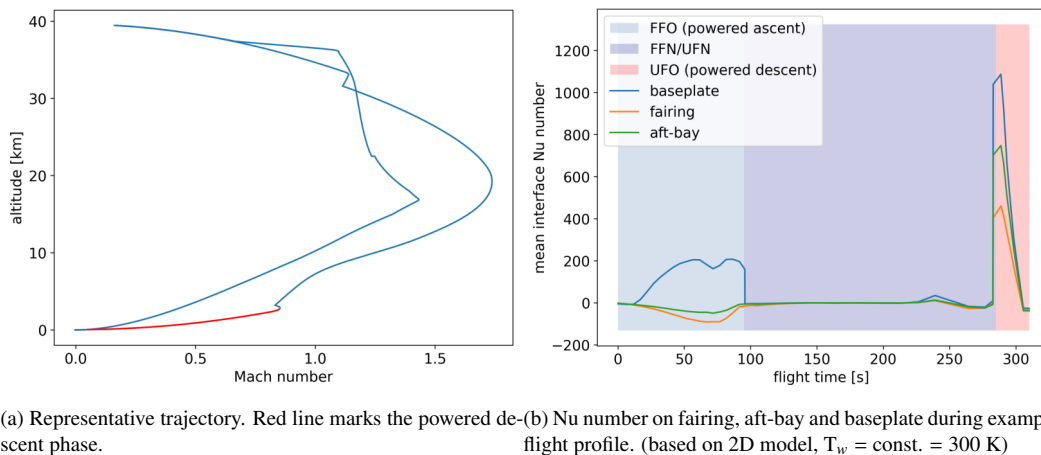 40
30
20
10
0
altitude [km]
0.0 0.5 1.0 1.5
Mach number
1200
1000
800
600
400
200
0
−200
mean interface Nu number
FFO (powered ascent)
FFN/UFN
UFO (powered descent)
baseplate
fairing
aft-bay
0 50 100 150 200 250 300
flight time [s]
(a) Representative trajectory. Red line marks the powered de-
scent phase.
(b) Nu number on fairing, aft-bay and baseplate during examp
flight profile. (based on 2D model, T_w = const. = 300 K)